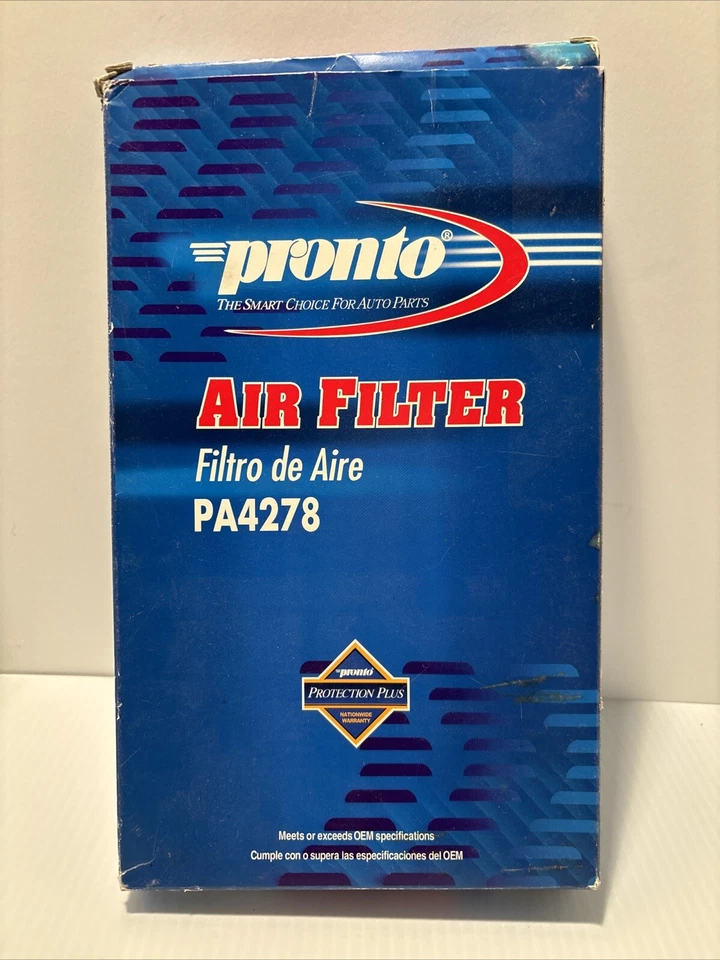 pronto®
THE SMART CHOICE FOR AUTO PARTS
AIR FILTER
Filtro de Aire
PA4278
pronto
PROTECTION PLUS
NATIONWIDE
WARRANTY
Meets or exceeds OEM specifications
Cumple con o supera las especificaciones del OEM